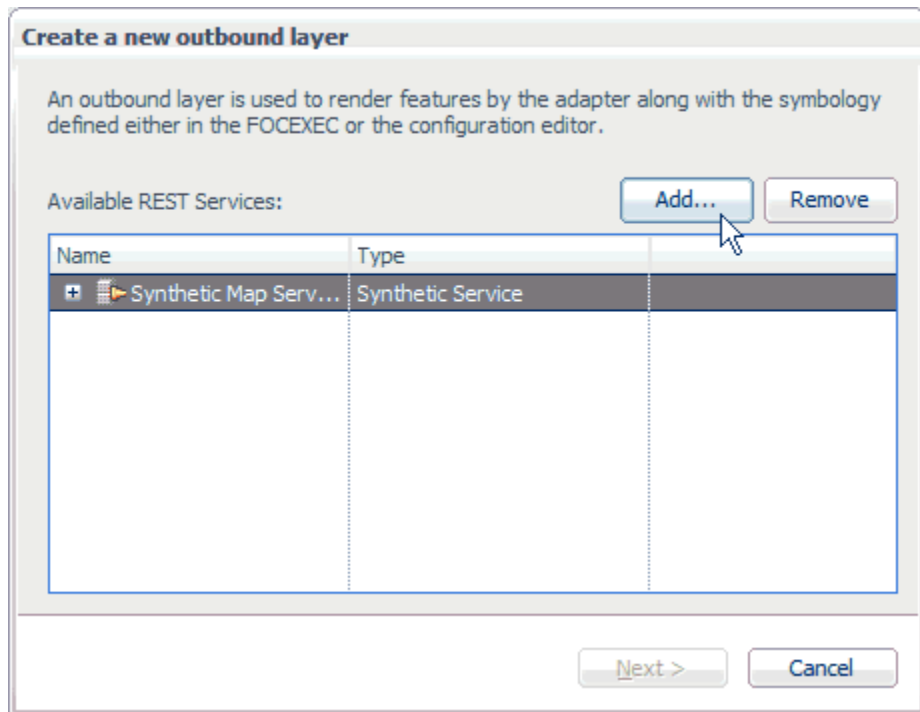 Create a new outbound layer
An outbound layer is used to render features by the adapter along with the symbology
defined either in the FOCEXEC or the configuration editor.
Available REST Services:
Add...
Remove
Name
Type
Synthetic Map Serv...
Synthetic Service
Next >
Cancel